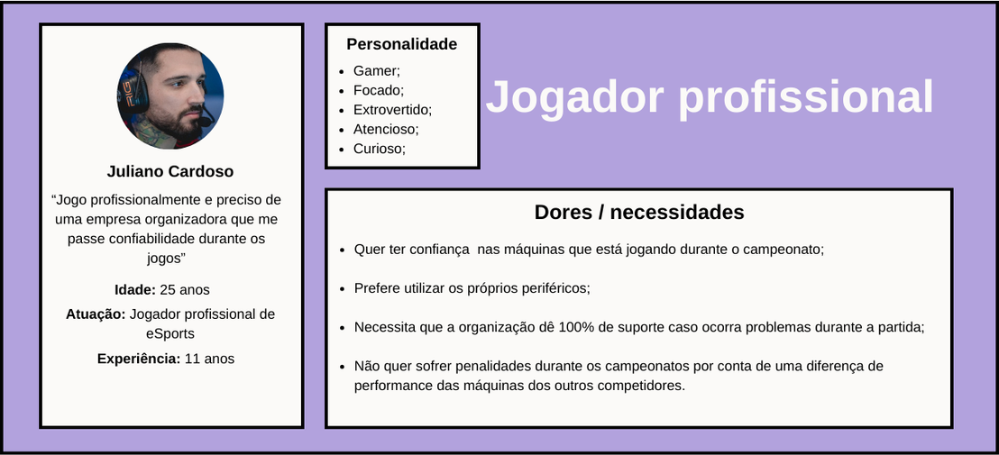 Juliano Cardoso
“Jogo profissionalmente e preciso de
uma empresa organizadora que me
passe confiabilidade durante os
jogos”
Idade: 25 anos
Atuação: Jogador profissional de
eSports
Experiência: 11 anos
Personalidade
• Gamer;
• Focado;
• Extrovertido;
• Atencioso;
• Curioso;
Jogador profissional
Dores / necessidades
• Quer ter confiança  nas máquinas que está jogando durante o campeonato;
• Prefere utilizar os próprios periféricos;
• Necessita que a organização dê 100% de suporte caso ocorra problemas durante a partida;
• Não quer sofrer penalidades durante os campeonatos por conta de uma diferença de
performance das máquinas dos outros competidores.